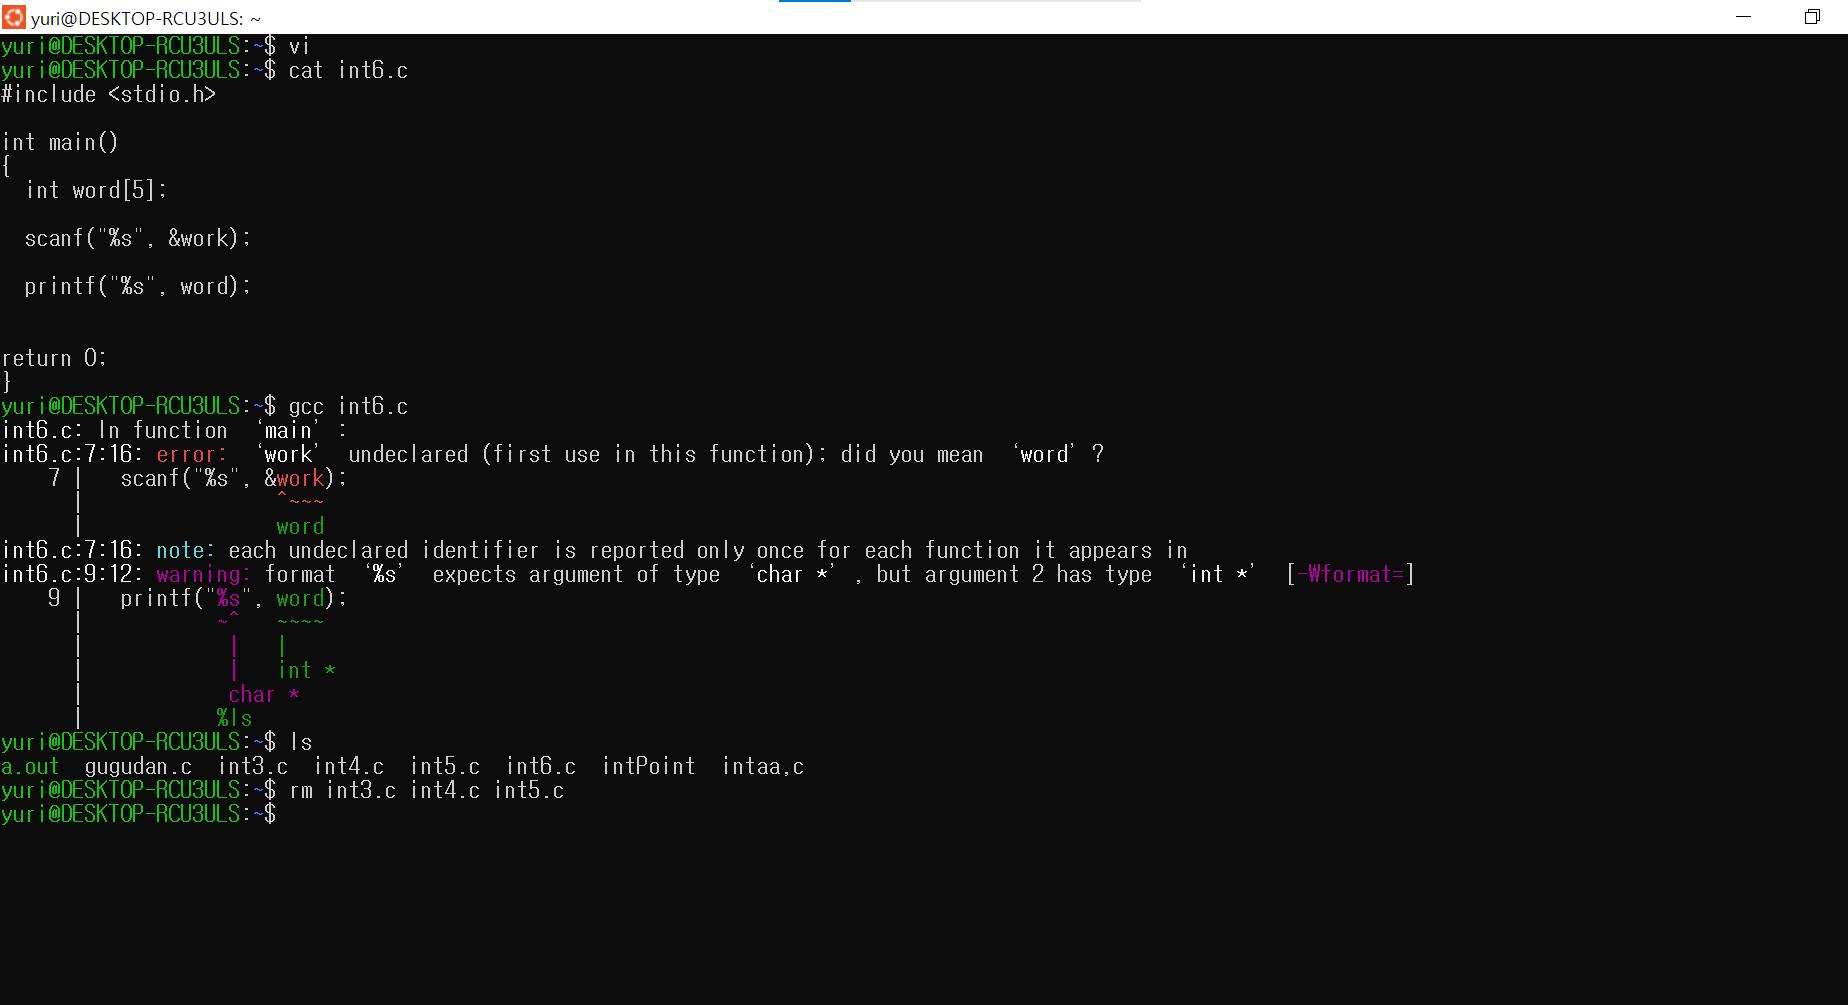 yuri@DESKTOP-RCU3ULS: ~
yuri@DESKTOP-RCU3ULS:~$ vi
yuri@DESKTOP-RCU3ULS:~$ cat int6.c
#include <stdio.h>
int main()
{
  int word[5];
  scanf("%s", &work);
  printf("%s", word);
return 0;
}
yuri@DESKTOP-RCU3ULS:~$ gcc int6.c
int6.c: In function ‘main’:
int6.c:7:16: error: ‘work’ undeclared (first use in this function); did you mean ‘word’?
    7 |   scanf("%s", &work);
      |                ^~~~
      |                word
int6.c:7:16: note: each undeclared identifier is reported only once for each function it appears in
int6.c:9:12: warning: format ‘%s’ expects argument of type ‘char *’, but argument 2 has type ‘int *’ [-Wformat=]
    9 |   printf("%s", word);
      |           ~^   ~~~~
      |            |   |
      |            |   int *
      |            char *
      |           %ls
yuri@DESKTOP-RCU3ULS:~$ ls
a.out  gugudan.c  int3.c  int4.c  int5.c  int6.c  intPoint  intaa,c
yuri@DESKTOP-RCU3ULS:~$ rm int3.c int4.c int5.c
yuri@DESKTOP-RCU3ULS:~$